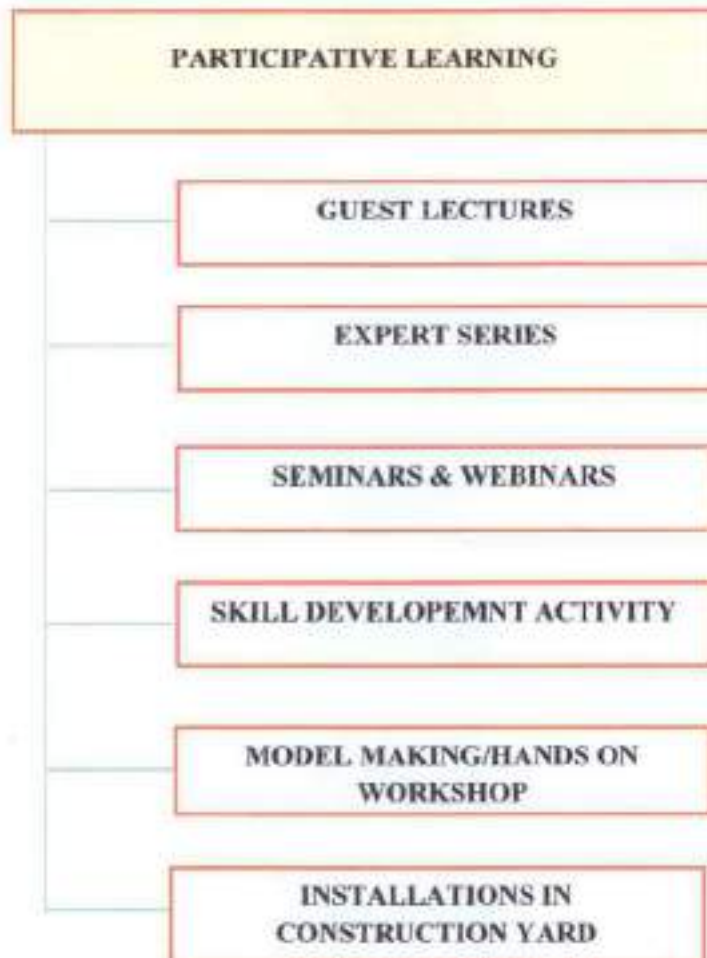 PARTICIPATIVE LEARNING
GUEST LECTURES
EXPERT SERIES
SEMINARS & WEBINARS
SKILL DEVELOPEMNT ACTIVITY
MODEL MAKING/HANDS ON
WORKSHOP
INSTALLATIONS IN
CONSTRUCTION YARD